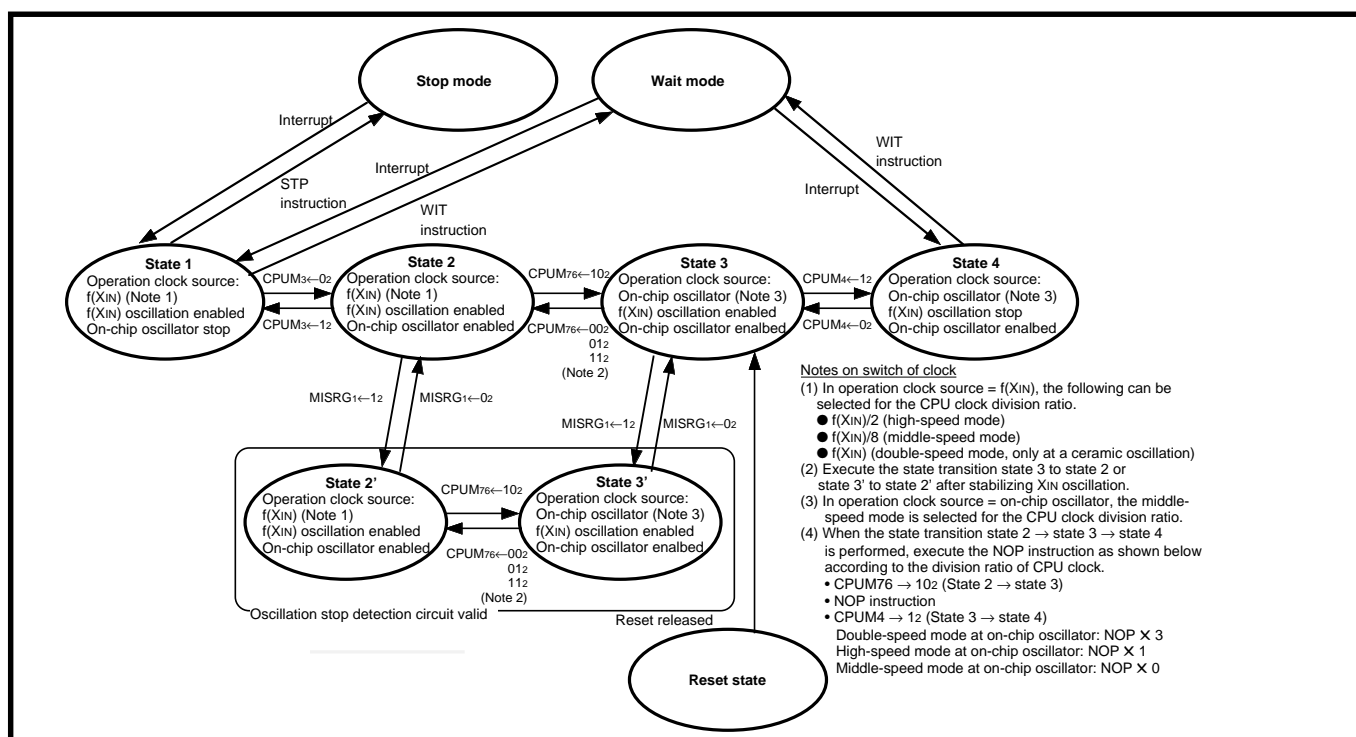 Stop mode
Wait mode
Interrupt
STP
instruction
Interrupt
WIT
instruction
WIT
instruction
Interrupt
State 1
Operation clock source:
f(XIN) (Note 1)
f(XIN) oscillation enabled
On-chip oscillator stop
CPUM3←02
CPUM3←12
State 2
Operation clock source:
f(XIN) (Note 1)
f(XIN) oscillation enabled
On-chip oscillator enabled
CPUM76←102
CPUM76←002
012
112
(Note 2)
State 3
Operation clock source:
On-chip oscillator (Note 3)
f(XIN) oscillation enabled
On-chip oscillator enalbed
CPUM4←12
CPUM4←02
State 4
Operation clock source:
On-chip oscillator (Note 3)
f(XIN) oscillation stop
On-chip oscillator enalbed
MISRG1←12
MISRG1←02
MISRG1←12
MISRG1←02
State 2’
Operation clock source:
f(XIN) (Note 1)
f(XIN) oscillation enabled
On-chip oscillator enabled
CPUM76←102
CPUM76←002
012
112
(Note 2)
State 3’
Operation clock source:
On-chip oscillator (Note 3)
f(XIN) oscillation enabled
On-chip oscillator enalbed
Oscillation stop detection circuit valid
Reset released
Reset state
Notes on switch of clock
(1) In operation clock source = f(XIN), the following can be
selected for the CPU clock division ratio.
● f(XIN)/2 (high-speed mode)
● f(XIN)/8 (middle-speed mode)
● f(XIN) (double-speed mode, only at a ceramic oscillation)
(2) Execute the state transition state 3 to state 2 or
state 3’ to state 2’ after stabilizing XIN oscillation.
(3) In operation clock source = on-chip oscillator, the middle-
speed mode is selected for the CPU clock division ratio.
(4) When the state transition state 2 → state 3 → state 4
is performed, execute the NOP instruction as shown below
according to the division ratio of CPU clock.
• CPUM76 → 102 (State 2 → state 3)
• NOP instruction
• CPUM4 → 12 (State 3 → state 4)
Double-speed mode at on-chip oscillator: NOP ✕ 3
High-speed mode at on-chip oscillator: NOP ✕ 1
Middle-speed mode at on-chip oscillator: NOP ✕ 0